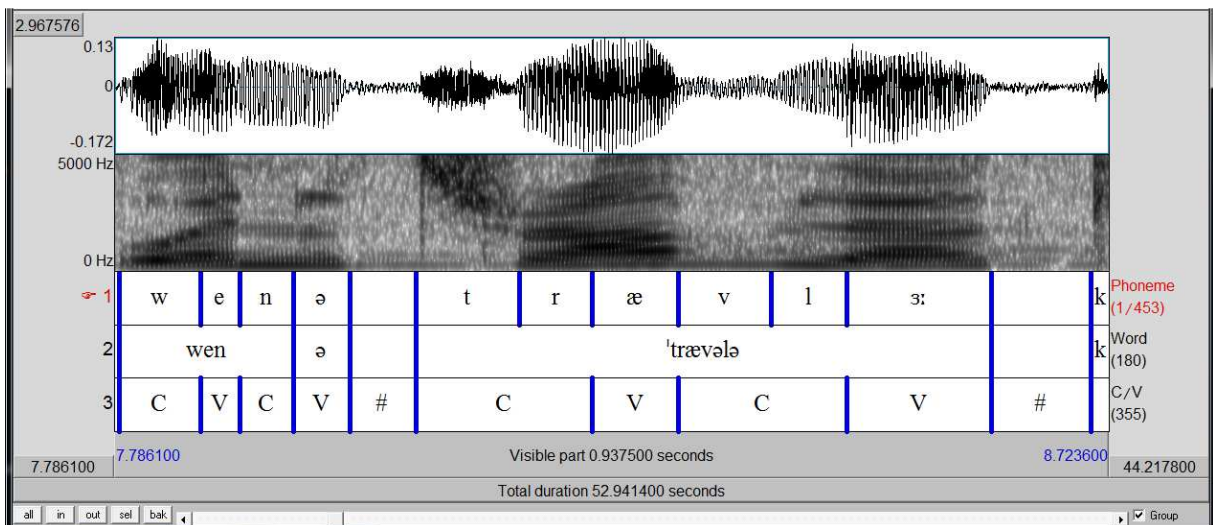 2.967576
0.13
0
-0.172
5000 Hz
0 Hz
☞ 1 w e n ə t r æ v l ɜː k Phoneme (1/453)
2 wen ə ˈtrævələ k Word (180)
3 C V C V # C V C V # C/V (355)
7.786100 7.786100 Visible part 0.937500 seconds 8.723600 44.217800
Total duration 52.941400 seconds
all in out sel bak Group